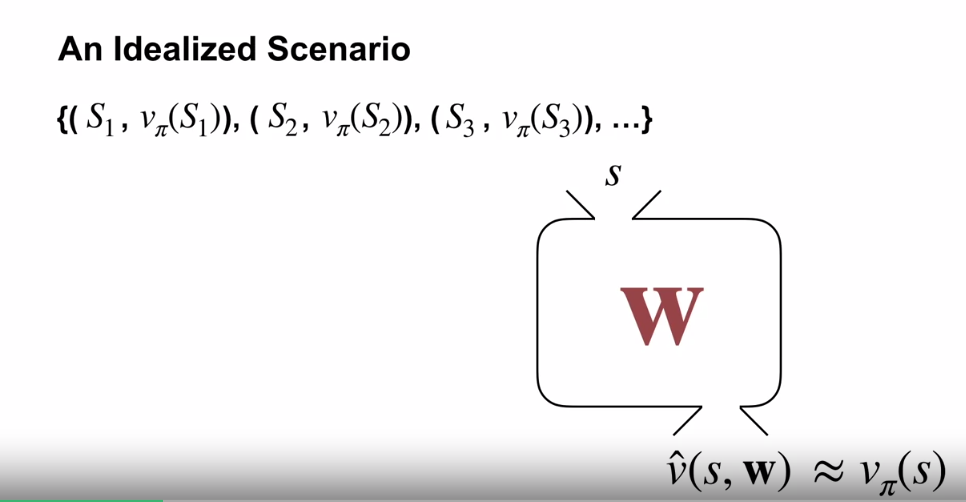 An Idealized Scenario
{( S₁ , v_π(S₁)), ( S₂ , v_π(S₂)), ( S₃ , v_π(S₃)), ...}
s
W
v̂(s, w) ≈ v_π(s)